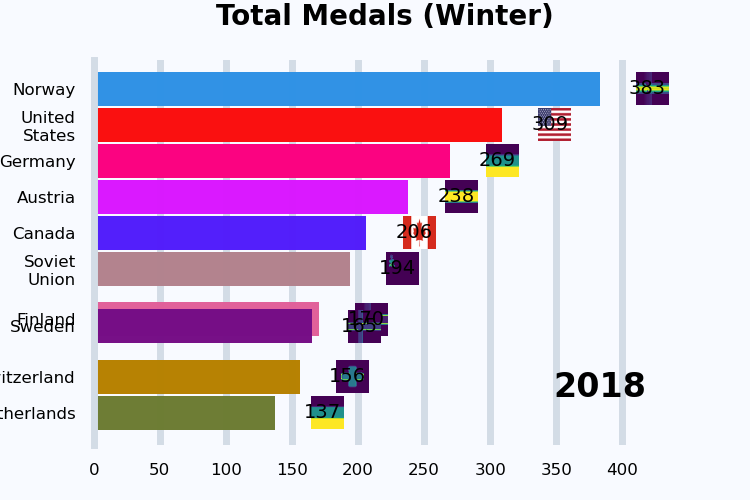 Total Medals (Winter)
Norway 383
United
States 309
Germany 269
Austria 238
Canada 206
Soviet
Union 194
Finland 170
Sweden
itzerland 156
therlands 137
2018
0 50 100 150 200 250 300 350 400